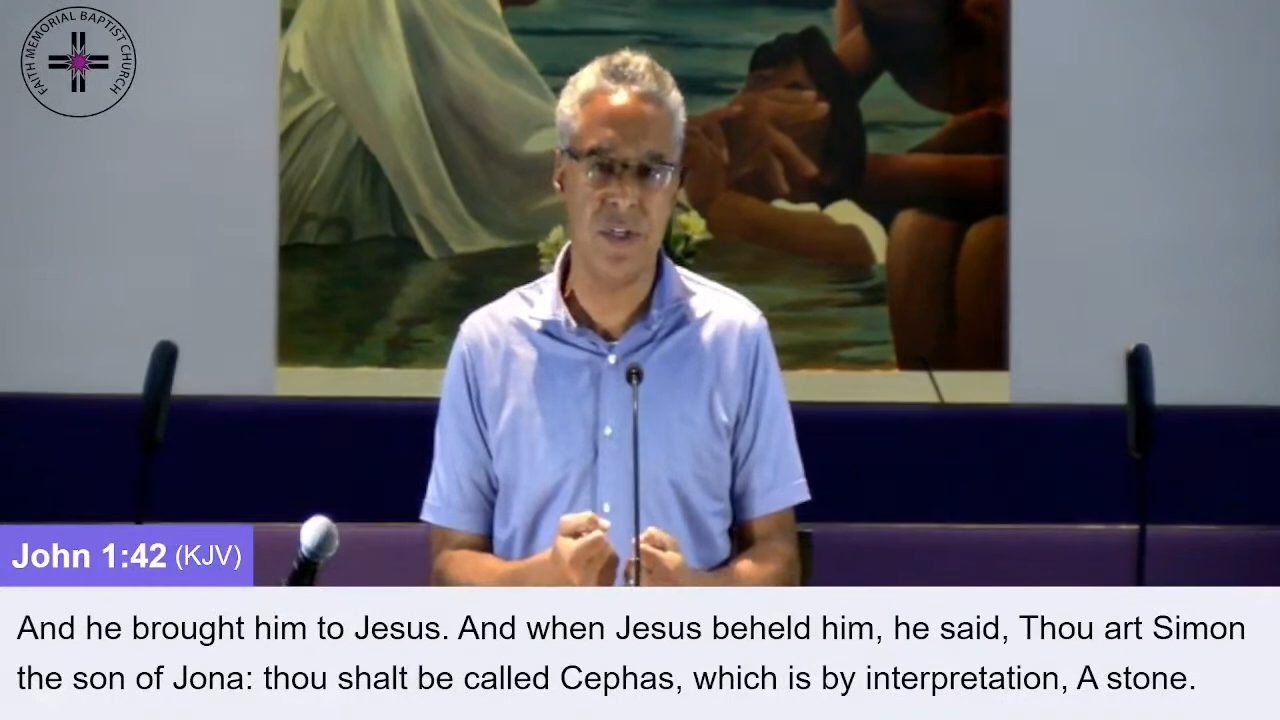 FAITH MEMORIAL BAPTIST CHURCH
John 1:42 (KJV)
And he brought him to Jesus. And when Jesus beheld him, he said, Thou art Simon
the son of Jona: thou shalt be called Cephas, which is by interpretation, A stone.